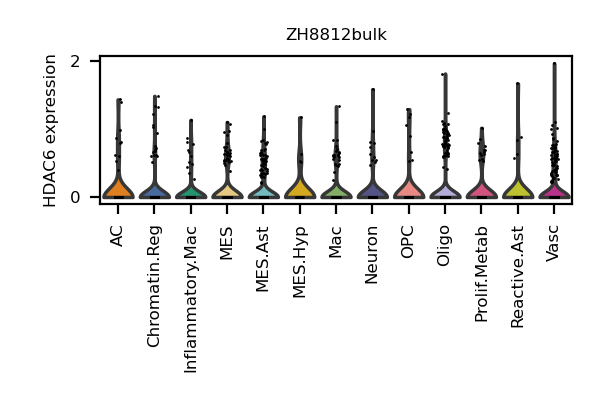 ZH8812bulk
HDAC6 expression
2
0
AC
Chromatin.Reg
Inflammatory.Mac
MES
MES.Ast
MES.Hyp
Mac
Neuron
OPC
Oligo
Prolif.Metab
Reactive.Ast
Vasc